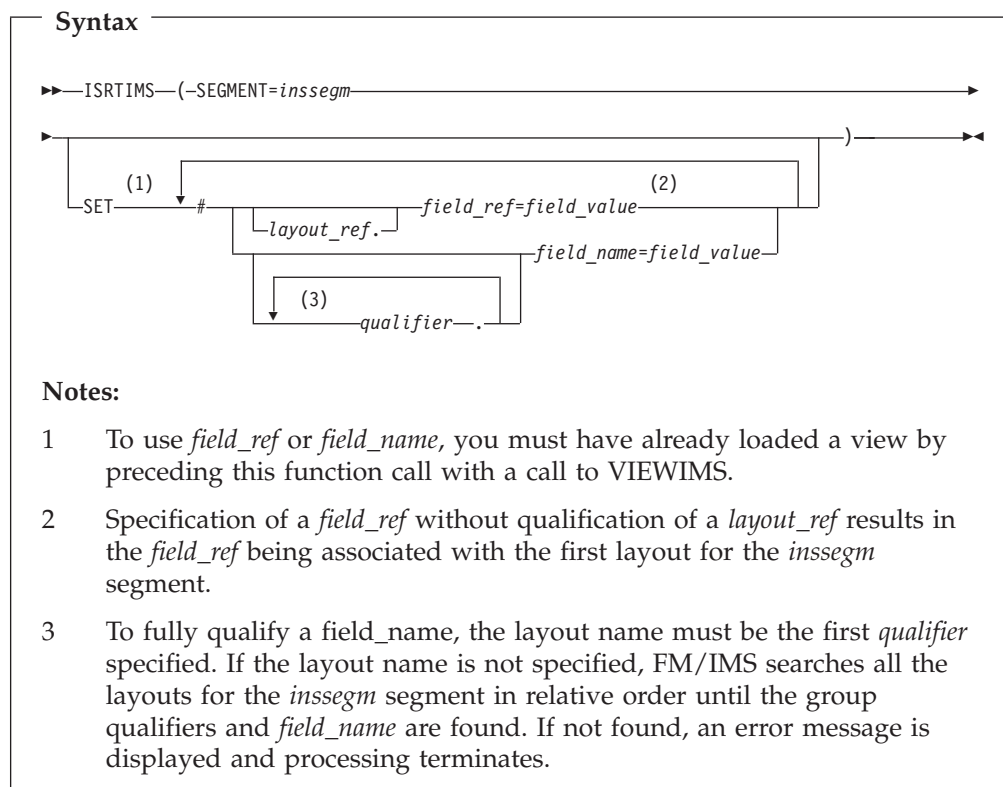 Syntax
ISRTIMS ( SEGMENT=inssegm
)
(1) (2)
SET # field_ref=field_value
layout_ref.
field_name=field_value
(3)
qualifier .
Notes:
1 To use field_ref or field_name, you must have already loaded a view by
preceding this function call with a call to VIEWIMS.
2 Specification of a field_ref without qualification of a layout_ref results in
the field_ref being associated with the first layout for the inssegm
segment.
3 To fully qualify a field_name, the layout name must be the first qualifier
specified. If the layout name is not specified, FM/IMS searches all the
layouts for the inssegm segment in relative order until the group
qualifiers and field_name are found. If not found, an error message is
displayed and processing terminates.